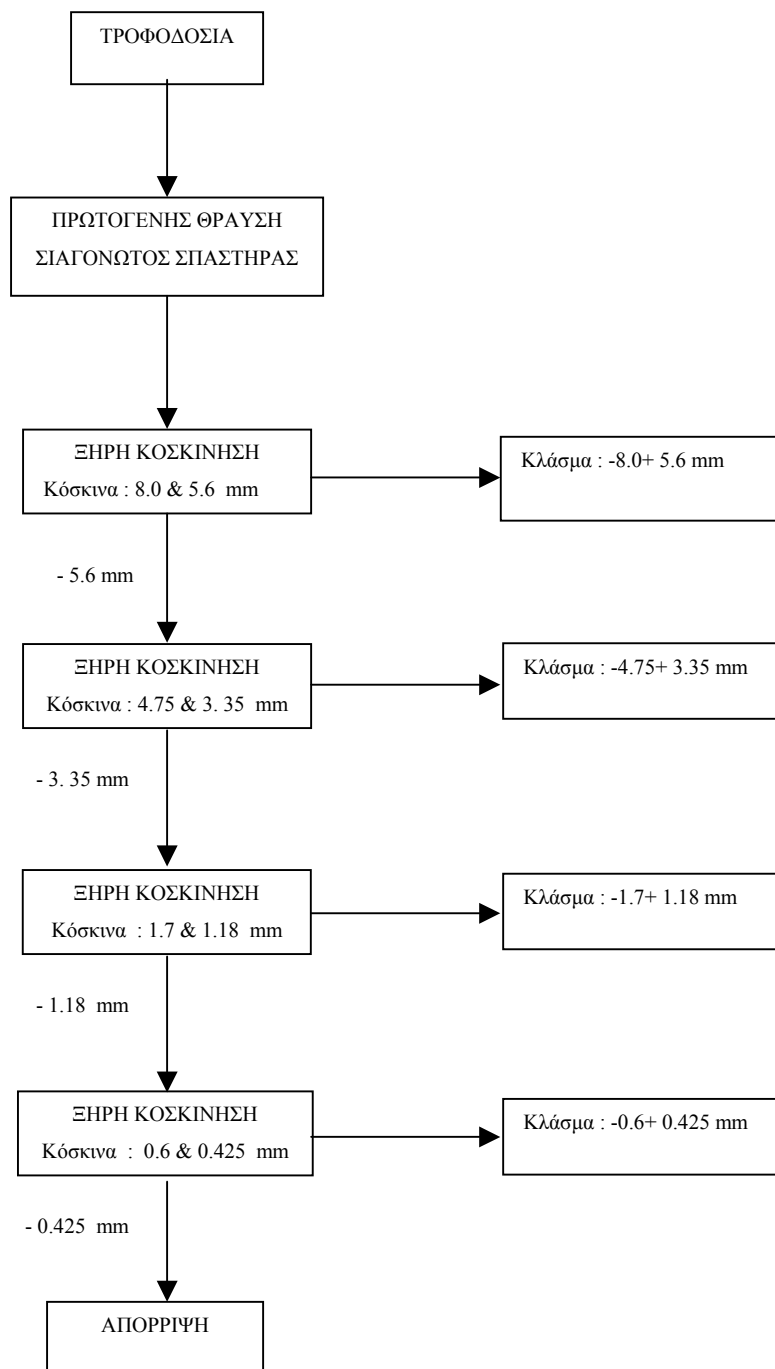 ΤΡΟΦΟΔΟΣΙΑ
ΠΡΩΤΟΓΕΝΗΣ ΘΡΑΥΣΗ
ΣΙΑΓΟΝΩΤΟΣ ΣΠΑΣΤΗΡΑΣ
ΞΗΡΗ ΚΟΣΚΙΝΗΣΗ
Κόσκινα : 8.0 & 5.6 mm
Κλάσμα : -8.0+ 5.6 mm
- 5.6 mm
ΞΗΡΗ ΚΟΣΚΙΝΗΣΗ
Κόσκινα : 4.75 & 3. 35 mm
Κλάσμα : -4.75+ 3.35 mm
- 3. 35 mm
ΞΗΡΗ ΚΟΣΚΙΝΗΣΗ
Κόσκινα : 1.7 & 1.18 mm
Κλάσμα : -1.7+ 1.18 mm
- 1.18 mm
ΞΗΡΗ ΚΟΣΚΙΝΗΣΗ
Κόσκινα : 0.6 & 0.425 mm
Κλάσμα : -0.6+ 0.425 mm
- 0.425 mm
ΑΠΟΡΡΙΨΗ